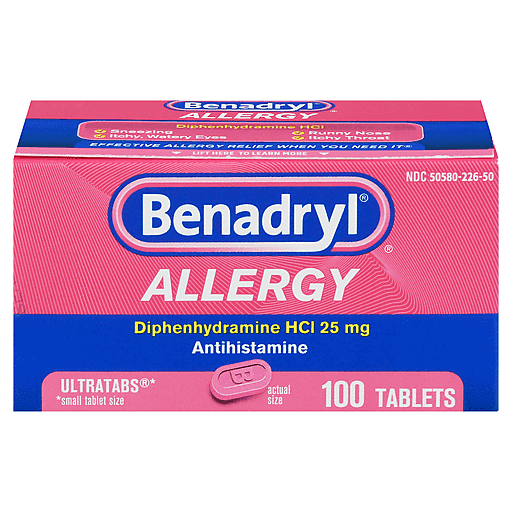 Benadryl®
ALLERGY
Diphenhydramine HCl
Sneezing
Runny Nose
Itchy, Watery Eyes
Itchy Throat
EFFECTIVE ALLERGY RELIEF WHEN YOU NEED IT®
LIFT HERE TO LEARN MORE
NDC 50580-226-50
Benadryl®
®
ALLERGY
Diphenhydramine HCl 25 mg
Antihistamine
ULTRATABS®*
*small tablet size
actual
size
100 TABLETS